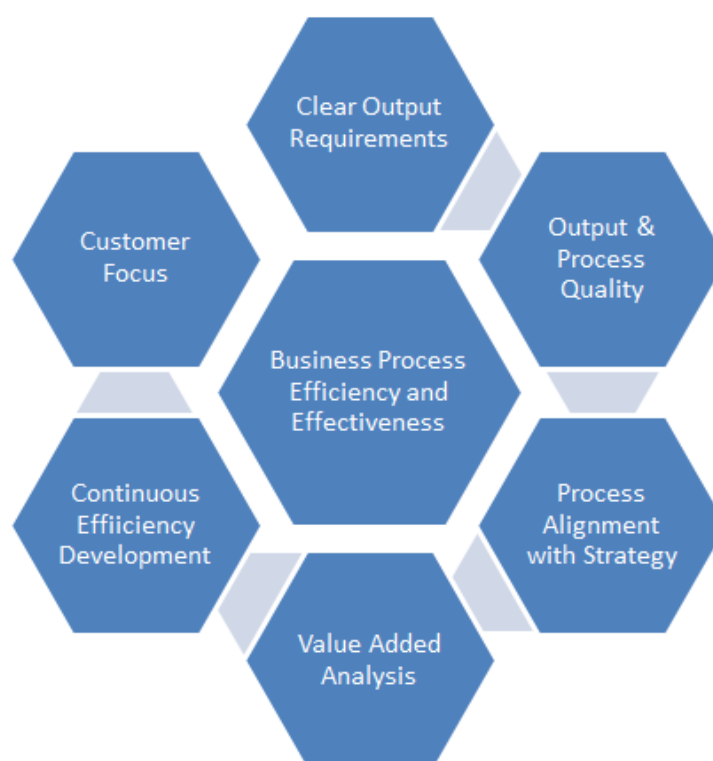 Clear Output
Requirements
Customer
Focus
Output &
Process
Quality
Business Process
Efficiency and
Effectiveness
Continuous
Effiiciency
Development
Process
Alignment
with Strategy
Value Added
Analysis